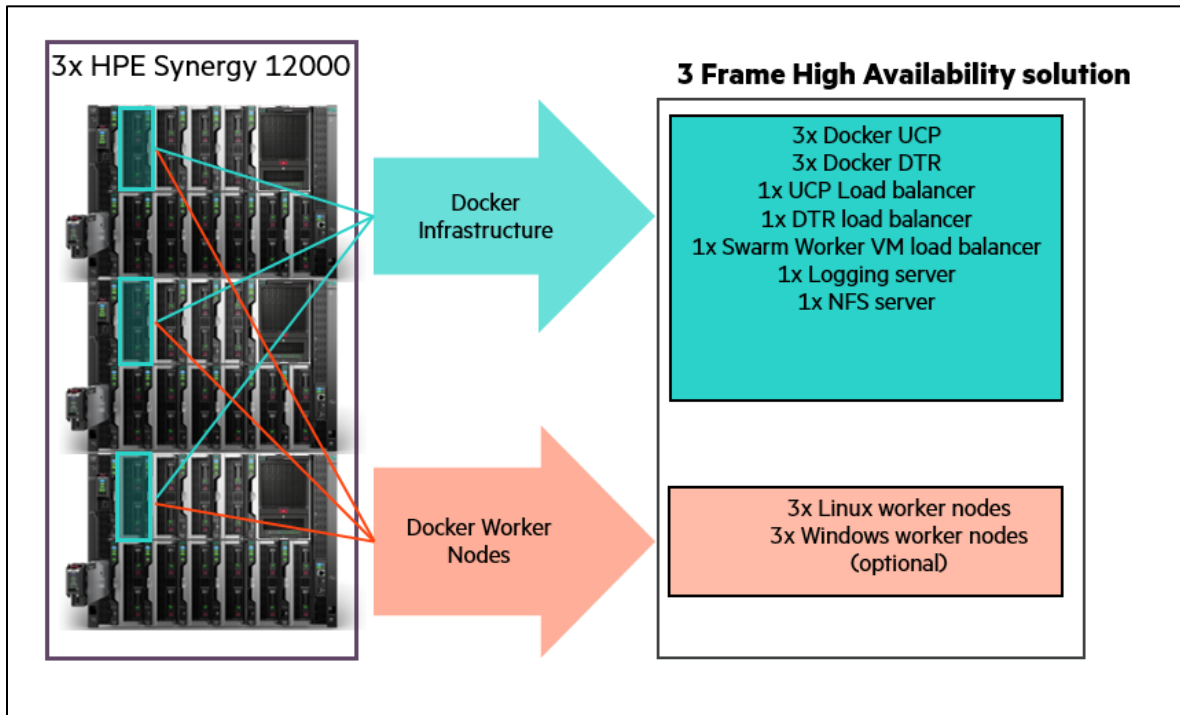 3x HPE Synergy 12000
3 Frame High Availability solution
Docker
Infrastructure
3x Docker UCP
3x Docker DTR
1x UCP Load balancer
1x DTR load balancer
1x Swarm Worker VM load balancer
1x Logging server
1x NFS server
Docker Worker
Nodes
3x Linux worker nodes
3x Windows worker nodes
(optional)